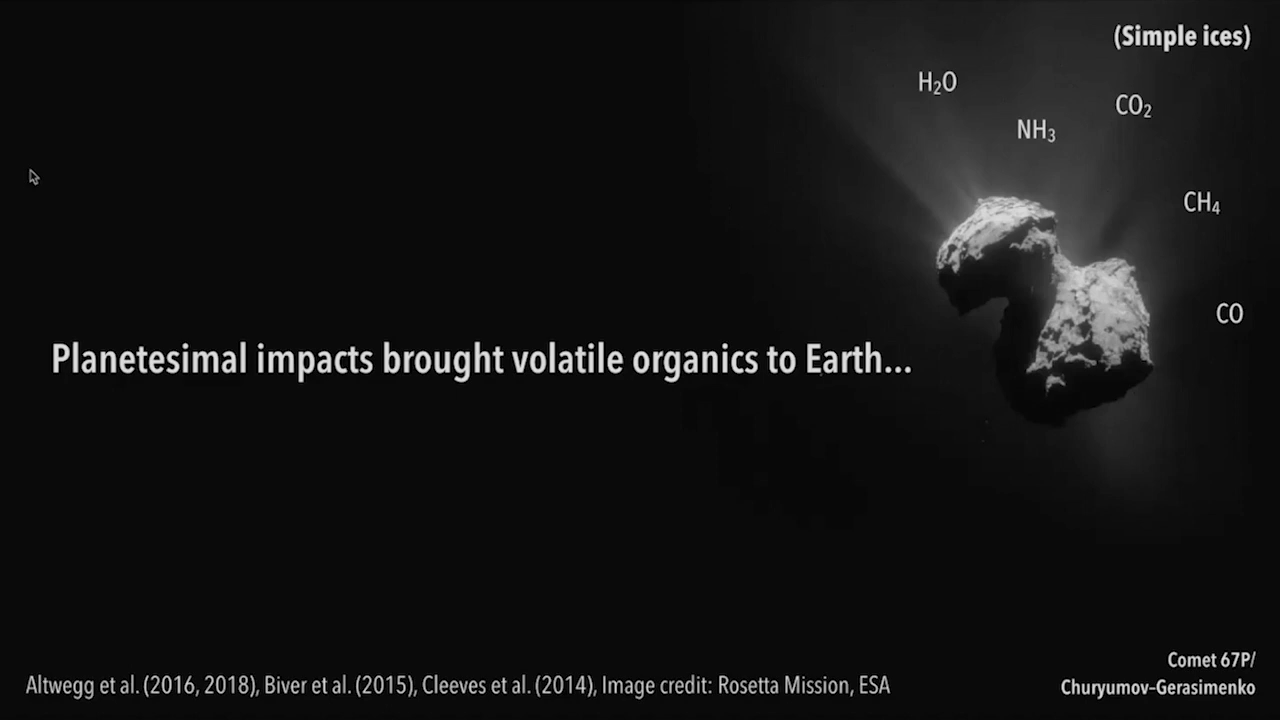 (Simple ices)
H₂O
CO₂
NH₃
CH₄
CO
Planetesimal impacts brought volatile organics to Earth...
Comet 67P/
Churyumov–Gerasimenko
Altwegg et al. (2016, 2018), Biver et al. (2015), Cleeves et al. (2014), Image credit: Rosetta Mission, ESA